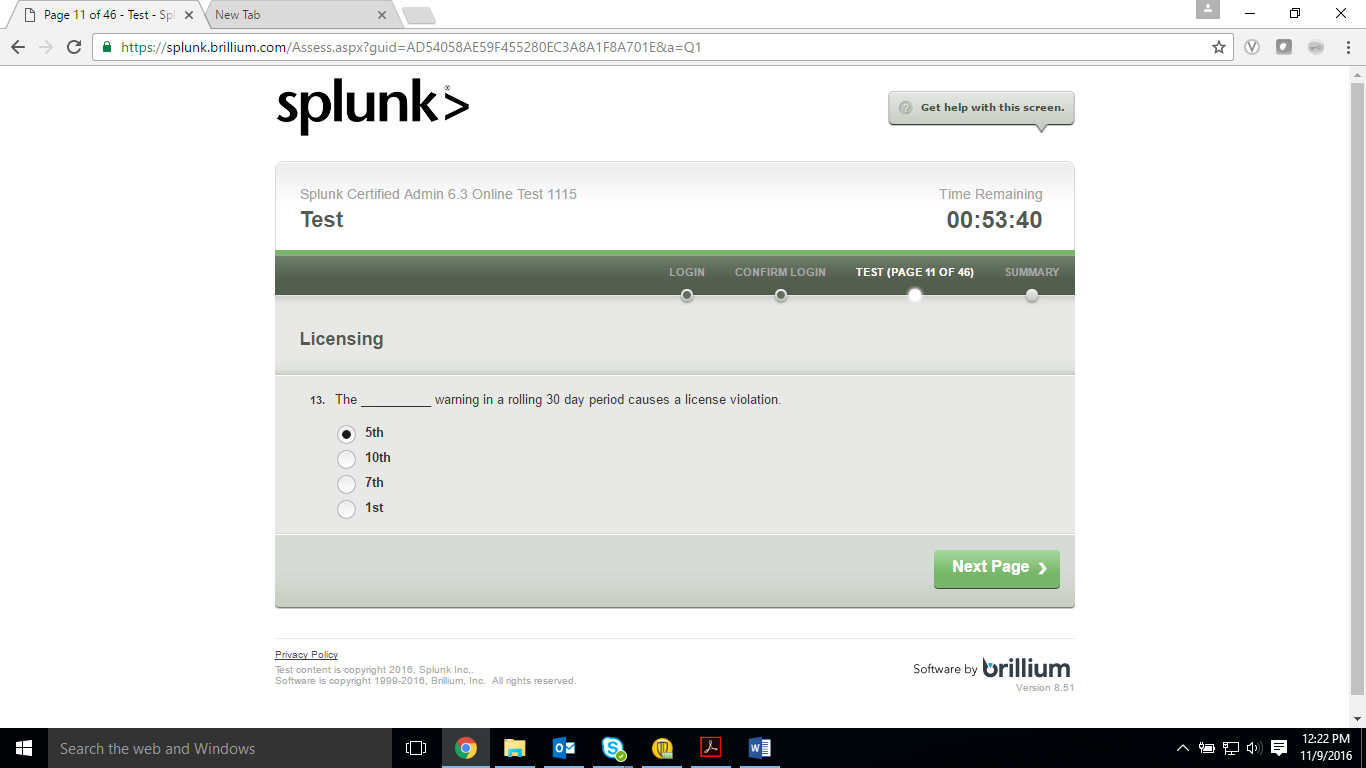 Page 11 of 46 - Test - Spl
New Tab
https://splunk.brillium.com/Assess.aspx?guid=AD54058AE59F455280EC3A8A1F8A701E&a=Q1
splunk®>
? Get help with this screen.
Splunk Certified Admin 6.3 Online Test 1115
Time Remaining
Test
00:53:40
LOGIN CONFIRM LOGIN TEST (PAGE 11 OF 46) SUMMARY
Licensing
13. The __________ warning in a rolling 30 day period causes a license violation.
5th
10th
7th
1st
Next Page ❯
Privacy Policy
Test content is copyright 2016, Splunk Inc..
Software is copyright 1999-2016, Brillium, Inc. All rights reserved.
Software by brillium
Version 8.51
Search the web and Windows
12:22 PM
11/9/2016